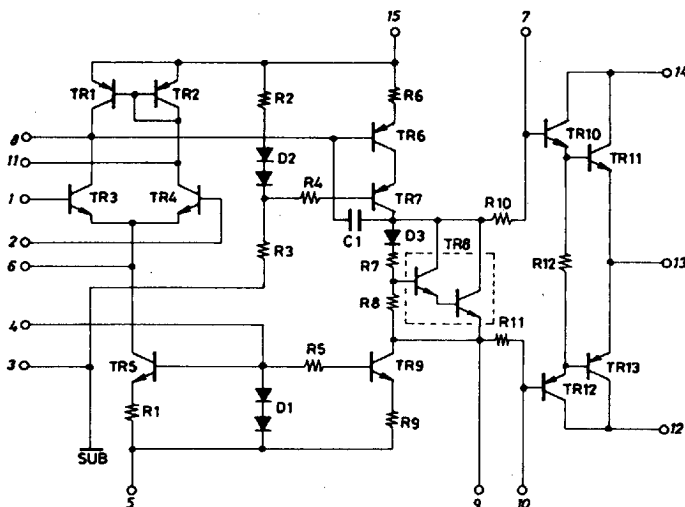 15
7
14
TR1
TR2
R2
R6
8
TR6
TR10
TR11
11
D2
1
TR3
TR4
R4
TR7
R10
2
C1
D3
TR8
6
R3
R7
R12
13
R8
4
R11
3
TR5
R5
TR9
TR12
TR13
R1
D1
R9
12
SUB
5
9
10